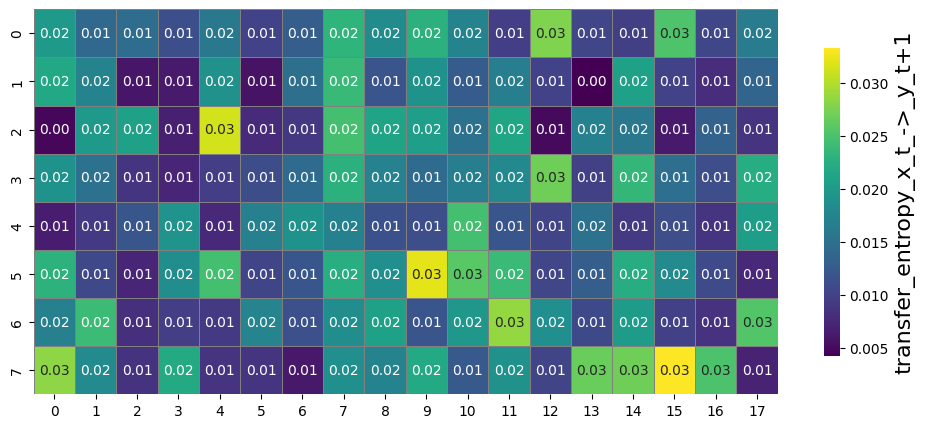 0 0.02 0.01 0.01 0.01 0.02 0.01 0.01 0.02 0.02 0.02 0.02 0.01 0.03 0.01 0.01 0.03 0.01 0.02
1 0.02 0.02 0.01 0.01 0.02 0.01 0.01 0.02 0.01 0.02 0.01 0.02 0.01 0.00 0.02 0.01 0.01 0.01
2 0.00 0.02 0.02 0.01 0.03 0.01 0.01 0.02 0.02 0.02 0.01 0.02 0.01 0.02 0.02 0.01 0.01 0.01
3 0.02 0.02 0.01 0.01 0.01 0.01 0.01 0.02 0.02 0.01 0.02 0.02 0.03 0.01 0.02 0.01 0.01 0.02
4 0.01 0.01 0.01 0.02 0.01 0.02 0.02 0.02 0.01 0.01 0.02 0.01 0.01 0.02 0.01 0.01 0.01 0.02
5 0.02 0.01 0.01 0.02 0.02 0.01 0.01 0.02 0.02 0.03 0.03 0.02 0.01 0.01 0.02 0.02 0.01 0.01
6 0.02 0.02 0.01 0.01 0.01 0.02 0.01 0.02 0.02 0.01 0.02 0.03 0.02 0.01 0.02 0.01 0.01 0.03
7 0.03 0.02 0.01 0.02 0.01 0.01 0.01 0.02 0.02 0.02 0.01 0.02 0.01 0.03 0.03 0.03 0.03 0.01
0 1 2 3 4 5 6 7 8 9 10 11 12 13 14 15 16 17
0.030
0.025
0.020
0.015
0.010
0.005
transfer_entropy_x_t_->_y_t+1